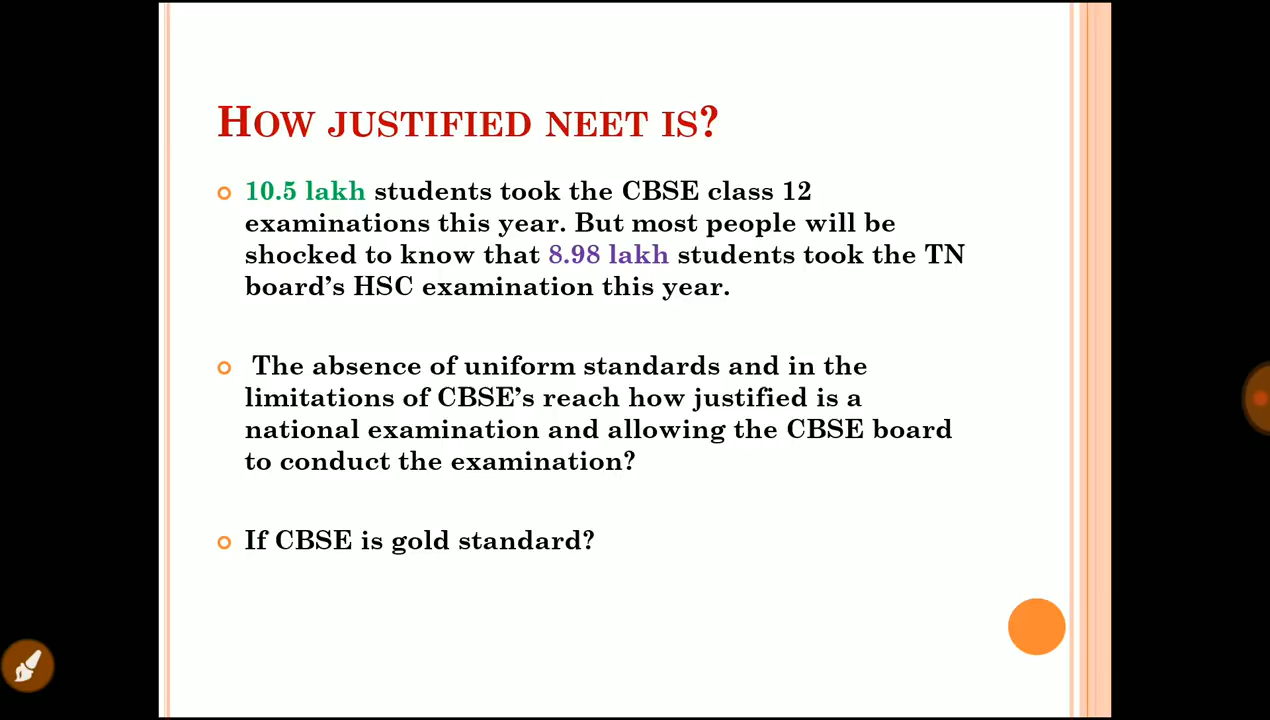 HOW JUSTIFIED NEET IS?
10.5 lakh students took the CBSE class 12
examinations this year. But most people will be
shocked to know that 8.98 lakh students took the TN
board's HSC examination this year.
The absence of uniform standards and in the
limitations of CBSE's reach how justified is a
national examination and allowing the CBSE board
to conduct the examination?
If CBSE is gold standard?